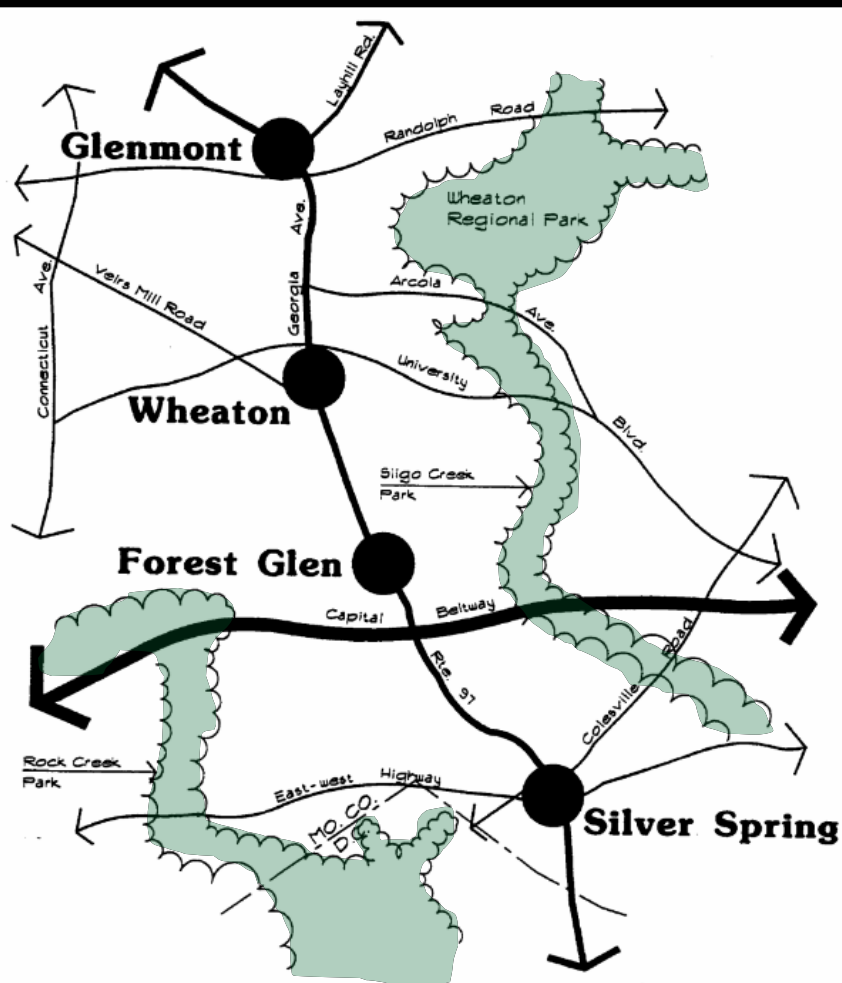 Layhill Rd.
Glenmont
Randolph Road
Wheaton
Regional Park
Connecticut Ave.
Veirs Mill Road
Georgia Ave.
Arcola Ave.
University Blvd.
Wheaton
Sligo Creek
Park
Forest Glen
Capital Beltway
Rte. 97
Colesville Road
Rock Creek
Park
East-west Highway
MO. CO.
D.C.
Silver Spring